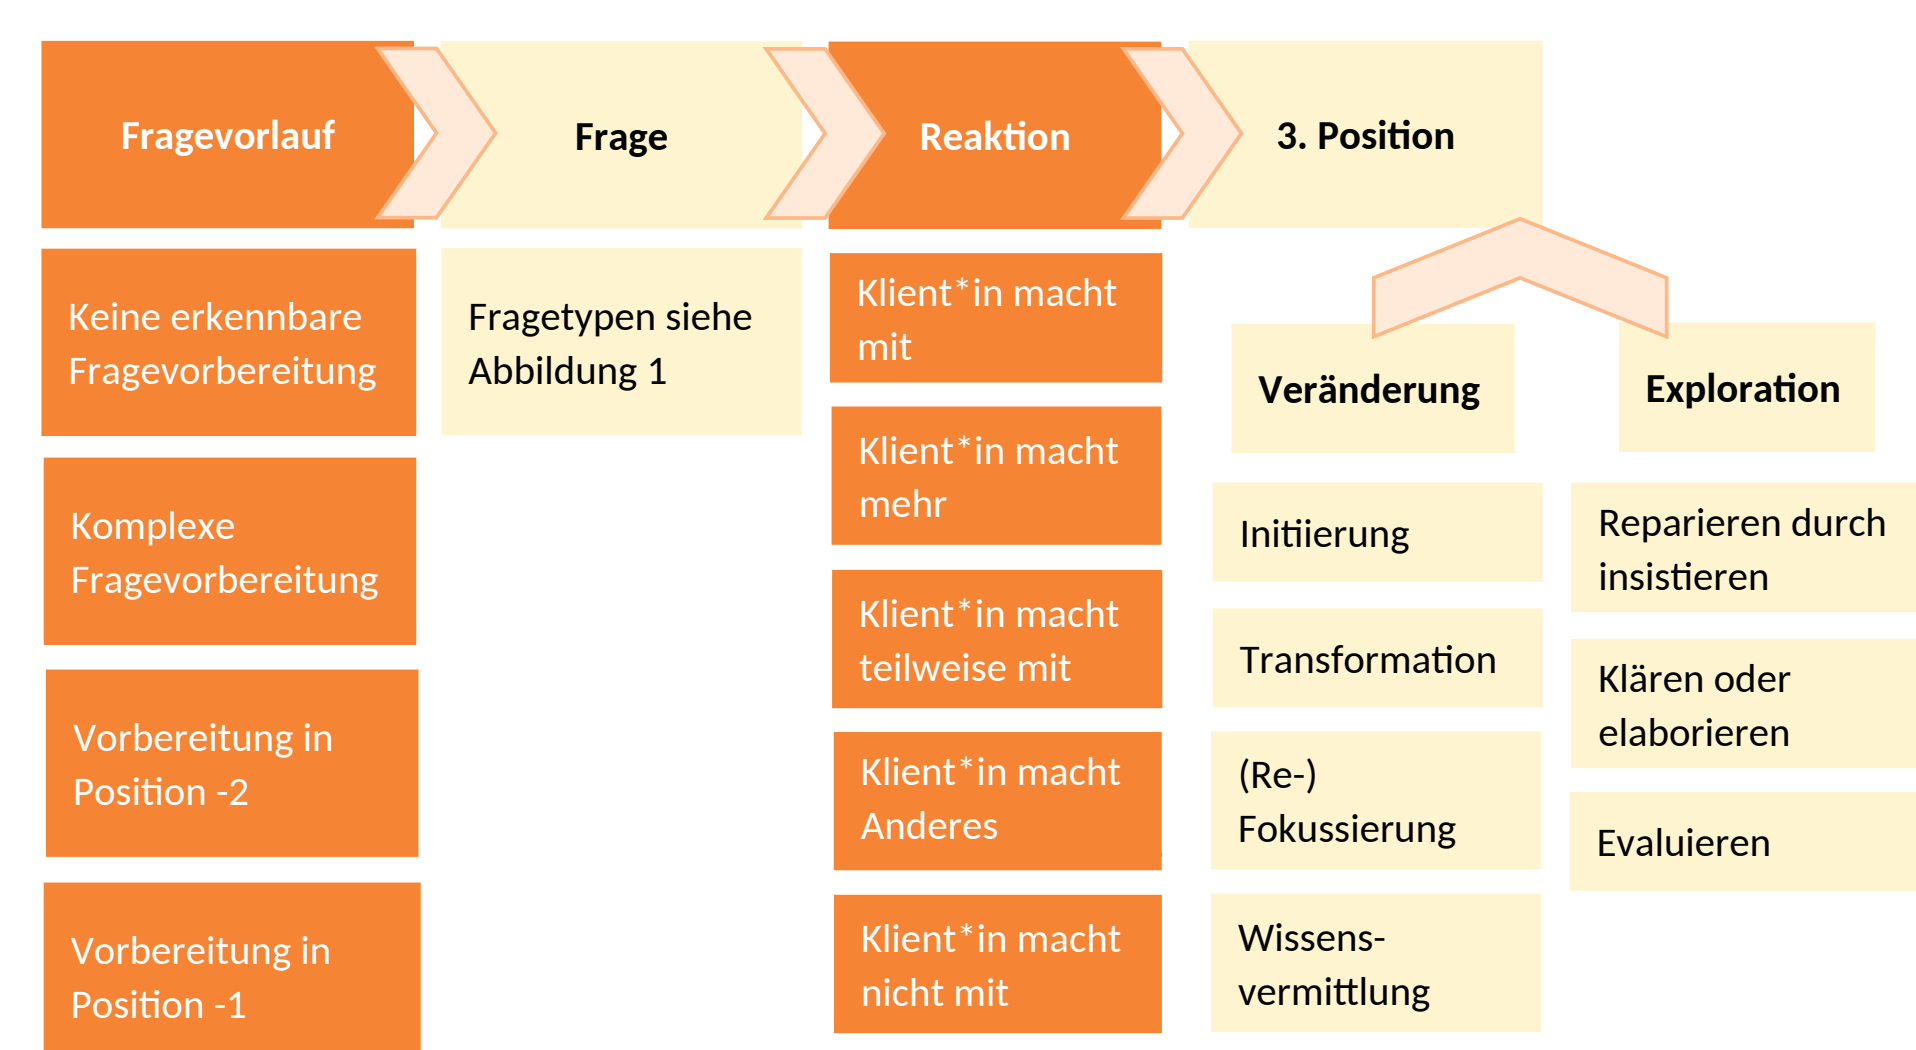 Fragevorlauf
Keine erkennbare
Fragevorbereitung
Komplexe
Fragevorbereitung
Vorbereitung in
Position -2
Vorbereitung in
Position -1
Frage
Fragetypen siehe
Abbildung 1
Reaktion
Klient*in macht
mit
Klient*in macht
mehr
Klient*in macht
teilweise mit
Klient*in macht
Anderes
Klient*in macht
nicht mit
3. Position
Veränderung
Initiierung
Transformation
(Re-)
Fokussierung
Wissens-
vermittlung
Exploration
Reparieren durch
insistieren
Klären oder
elaborieren
Evaluieren